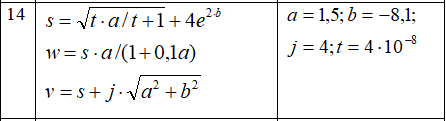 14
s = √(t·a/t+1) + 4e^(2·b)
w = s·a/(1+0,1a)
v = s + j·√(a²+b²)
a = 1,5; b = −8,1;
j = 4; t = 4·10⁻⁸